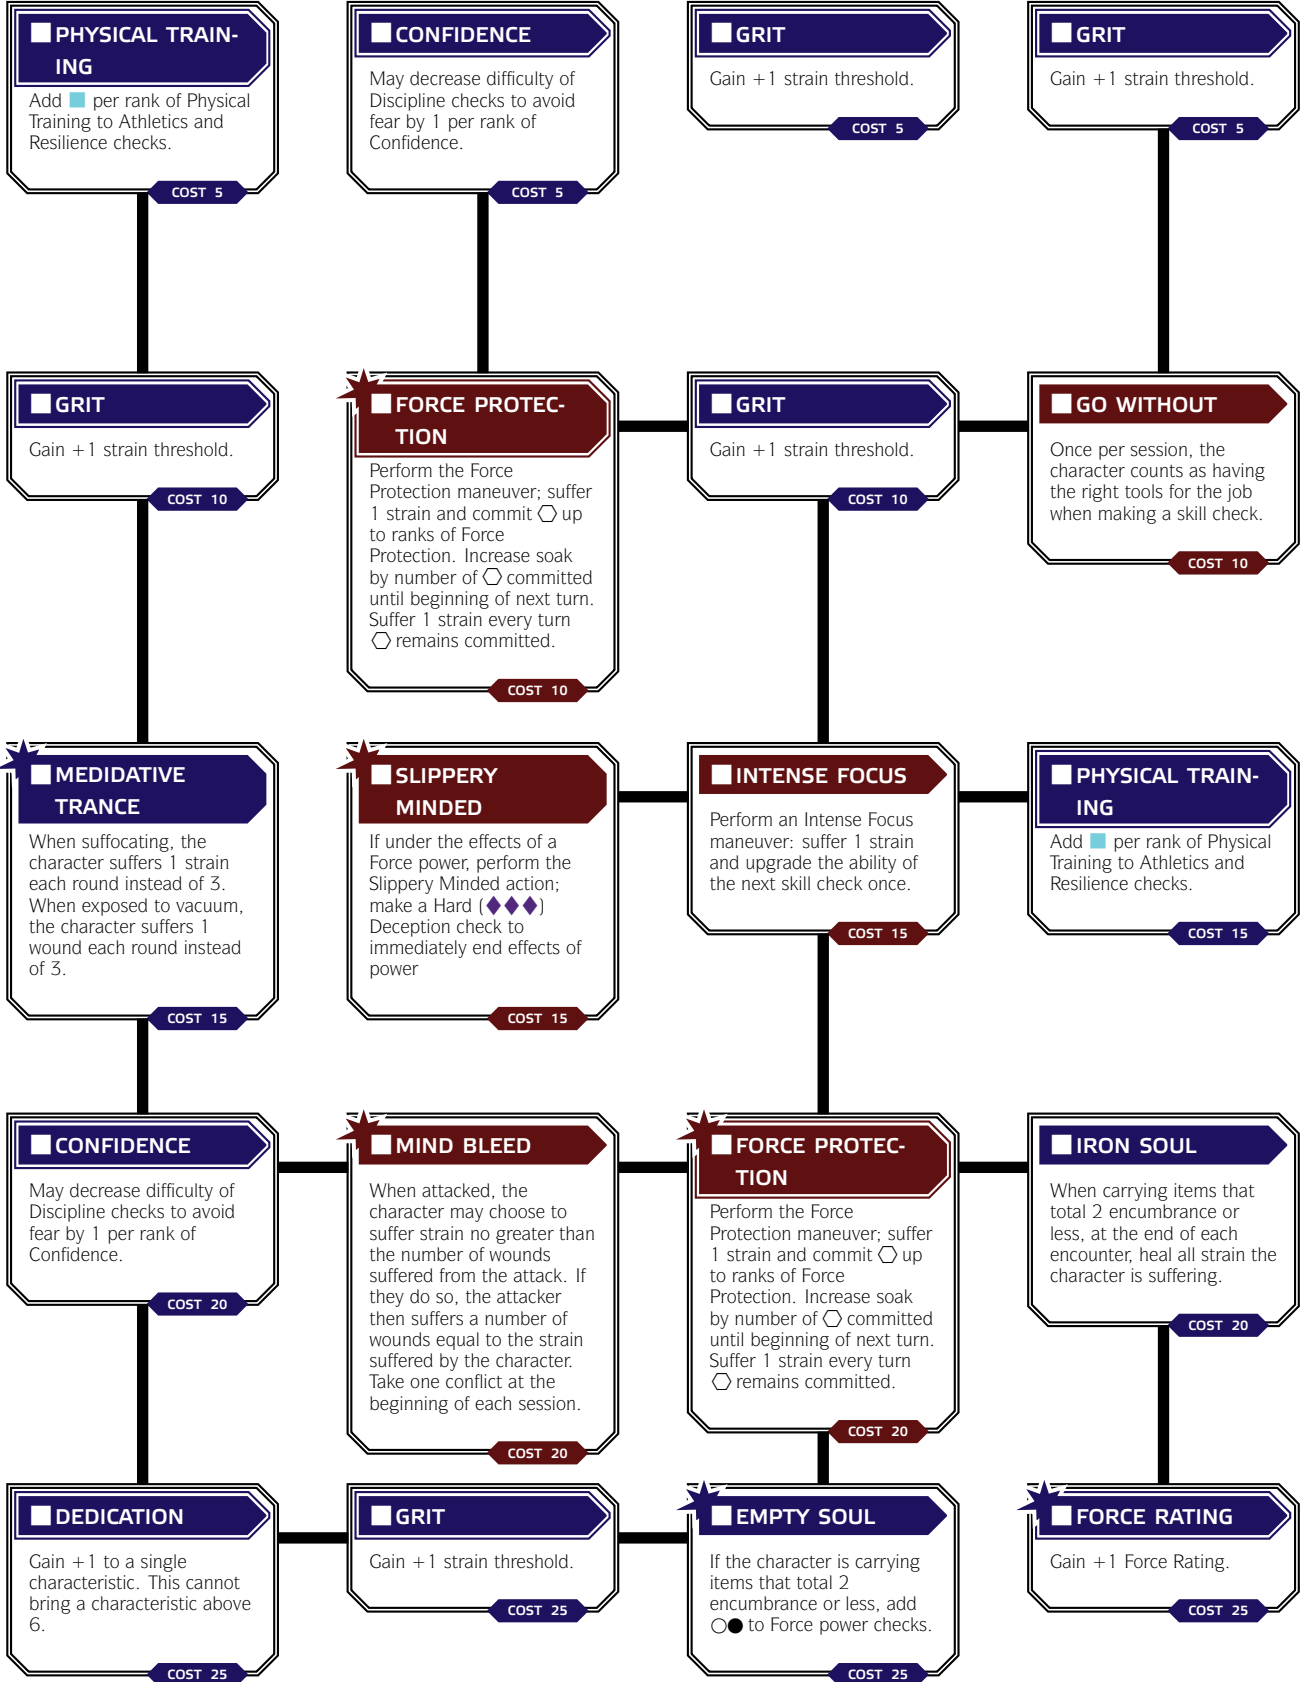 PHYSICAL TRAIN-
ING
Add per rank of Physical
Training to Athletics and
Resilience checks.
COST 5
CONFIDENCE
May decrease difficulty of
Discipline checks to avoid
fear by 1 per rank of
Confidence.
COST 5
GRIT
Gain +1 strain threshold.
COST 5
GRIT
Gain +1 strain threshold.
COST 5
GRIT
Gain +1 strain threshold.
COST 10
FORCE PROTEC-
TION
Perform the Force
Protection maneuver; suffer
1 strain and commit up
to ranks of Force
Protection. Increase soak
by number of committed
until beginning of next turn.
Suffer 1 strain every turn
remains committed.
COST 10
GRIT
Gain +1 strain threshold.
COST 10
GO WITHOUT
Once per session, the
character counts as having
the right tools for the job
when making a skill check.
COST 10
MEDIDATIVE
TRANCE
When suffocating, the
character suffers 1 strain
each round instead of 3.
When exposed to vacuum,
the character suffers 1
wound each round instead
of 3.
COST 15
SLIPPERY
MINDED
If under the effects of a
Force power, perform the
Slippery Minded action;
make a Hard (♦♦♦)
Deception check to
immediately end effects of
power
COST 15
INTENSE FOCUS
Perform an Intense Focus
maneuver: suffer 1 strain
and upgrade the ability of
the next skill check once.
COST 15
PHYSICAL TRAIN-
ING
Add per rank of Physical
Training to Athletics and
Resilience checks.
COST 15
CONFIDENCE
May decrease difficulty of
Discipline checks to avoid
fear by 1 per rank of
Confidence.
COST 20
MIND BLEED
When attacked, the
character may choose to
suffer strain no greater than
the number of wounds
suffered from the attack. If
they do so, the attacker
then suffers a number of
wounds equal to the strain
suffered by the character.
Take one conflict at the
beginning of each session.
COST 20
FORCE PROTEC-
TION
Perform the Force
Protection maneuver; suffer
1 strain and commit up
to ranks of Force
Protection. Increase soak
by number of committed
until beginning of next turn.
Suffer 1 strain every turn
remains committed.
COST 20
IRON SOUL
When carrying items that
total 2 encumbrance or
less, at the end of each
encounter, heal all strain the
character is suffering.
COST 20
DEDICATION
Gain +1 to a single
characteristic. This cannot
bring a characteristic above
6.
COST 25
GRIT
Gain +1 strain threshold.
COST 25
EMPTY SOUL
If the character is carrying
items that total 2
encumbrance or less, add
○● to Force power checks.
COST 25
FORCE RATING
Gain +1 Force Rating.
COST 25